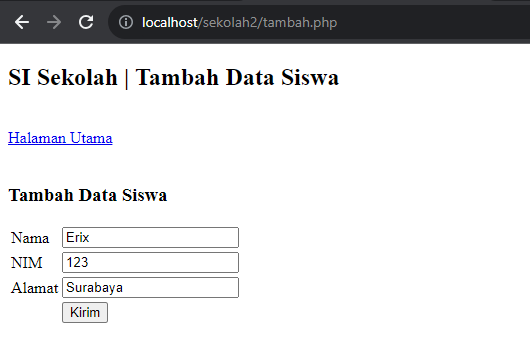 localhost/sekolah2/tambah.php
SI Sekolah | Tambah Data Siswa
Halaman Utama
Tambah Data Siswa
Nama Erix
NIM 123
Alamat Surabaya
Kirim